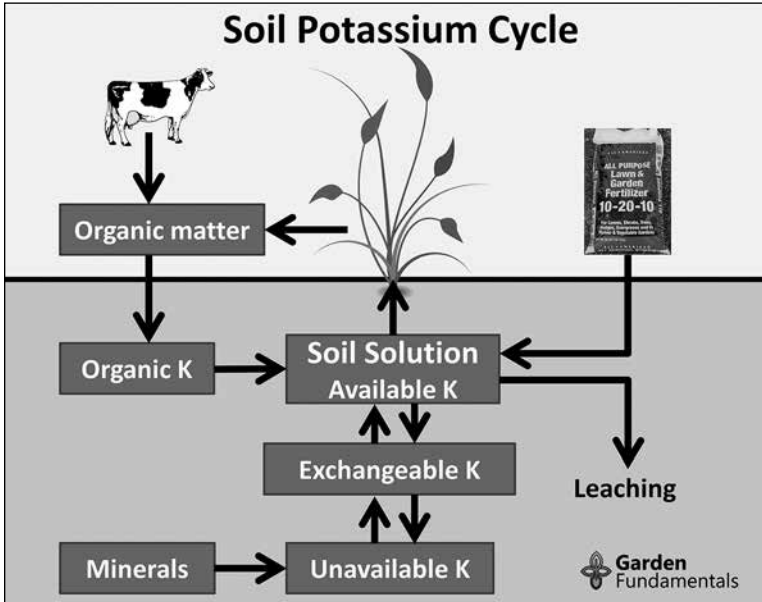 Soil Potassium Cycle
ALL PURPOSE
Lawn &
Garden
Fertilizer
10-20-10
Organic matter
Organic K
Soil Solution
Available K
Exchangeable K
Leaching
Minerals
Unavailable K
Garden
Fundamentals